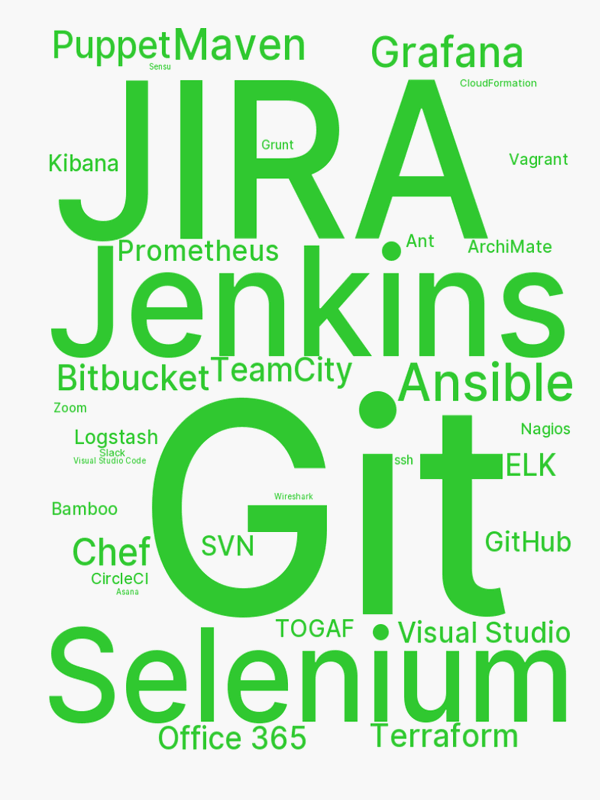 Puppet
Maven
Grafana
Sensu
CloudFormation
JIRA
Grunt
Kibana
Vagrant
Prometheus
Ant
ArchiMate
Jenkins
Bitbucket
TeamCity
Ansible
Zoom
Nagios
Logstash
Slack
Visual Studio Code
ssh
ELK
Git
Wireshark
Bamboo
SVN
Chef
GitHub
CircleCI
Asana
TOGAF
Visual Studio
Selenium
Office 365
Terraform